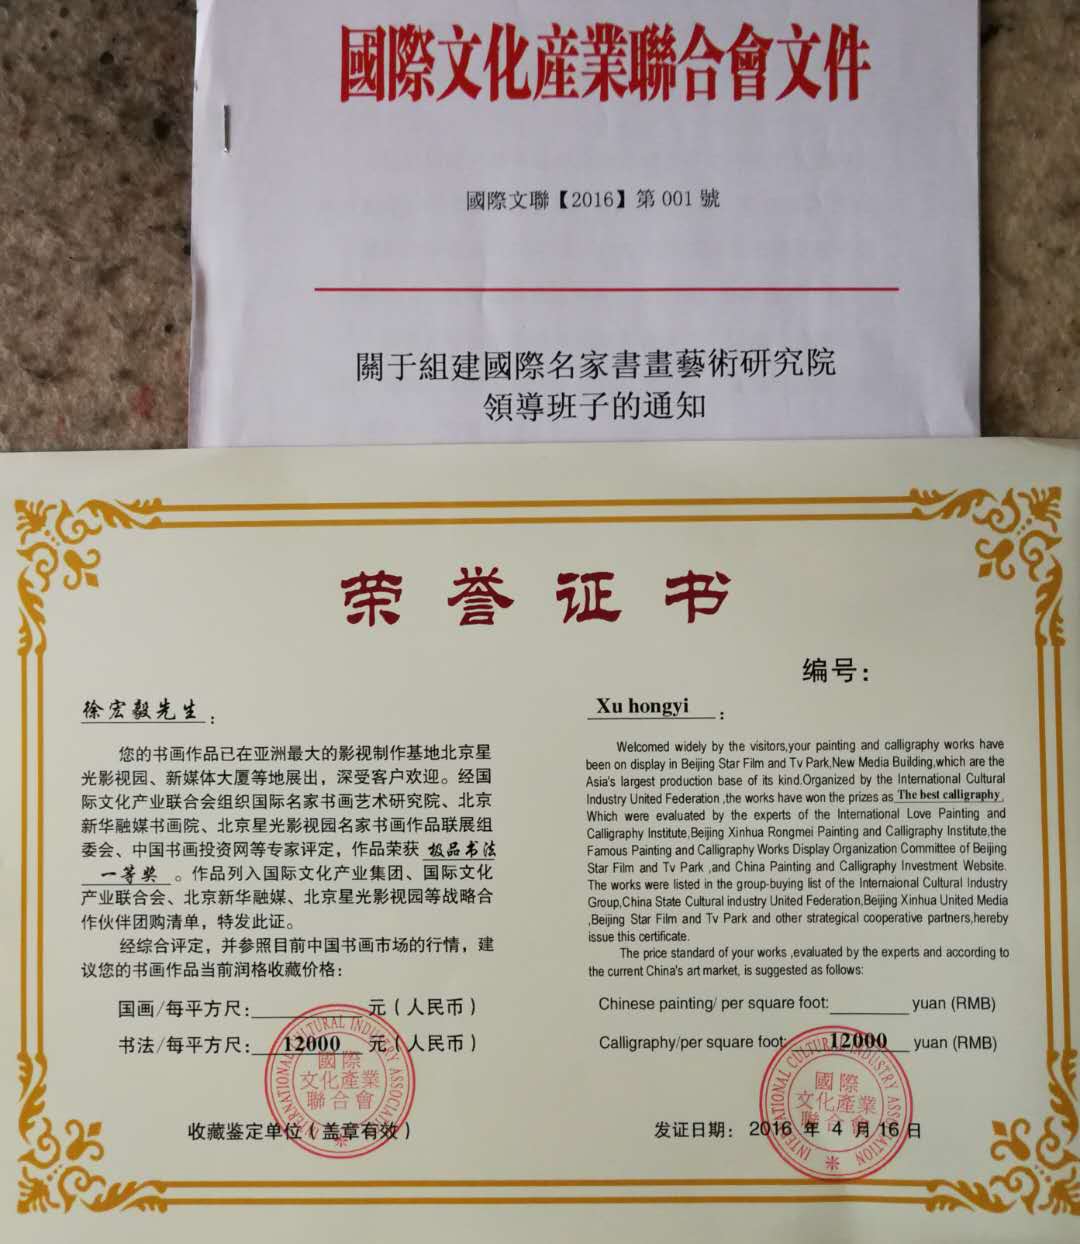 國際文化産業聯合會文件
國際文聯【2016】第 001 號
關于組建國際名家書畫藝術研究院
領導班子的通知
荣誉证书
编号：
徐宏毅先生：
您的书画作品已在亚洲最大的影视制作基地北京星
光影视园、新媒体大厦等地展出，深受客户欢迎。经国
际文化产业联合会组织国际名家书画艺术研究院、北京
新华融媒书画院、北京星光影视园名家书画作品联展组
委会、中国书画投资网等专家评定，作品荣获 极品书法
一等奖 。作品列入国际文化产业集团、国际文化
产业联合会、北京新华融媒、北京星光影视园等战略合
作伙伴团购清单，特发此证。
经综合评定，并参照目前中国书画市场的行情，建
议您的书画作品当前润格收藏价格：
国画/每平方尺：元（人民币）
书法/每平方尺：12000 元（人民币）
收藏鉴定单位（盖章有效）
Xu hongyi :
Welcomed widely by the visitors,your painting and calligraphy works have
been on display in Beijing Star Film and Tv Park,New Media Building,which are the
Asia's largest production base of its kind.Organized by the International Cultural
Industry United Federation ,the works have won the prizes as The best calligraphy.
Which were evaluated by the experts of the International Love Painting and
Calligraphy Institute,Beijing Xinhua Rongmei Painting and Calligraphy Institute,the
Famous Painting and Calligraphy Works Display Organization Committee of Beijing
Star Film and Tv Park ,and China Painting and Calligraphy Investment Website.
The works were listed in the group-buying list of the Internaional Cultural Industry
Group,China State Cultural industry United Federation,Beijing Xinhua United Media
,Beijing Star Film and Tv Park and other strategical cooperative partners,hereby
issue this certificate.
The price standard of your works ,evaluated by the experts and according to
the current China's art market, is suggested as follows:
Chinese painting/ per square foot: yuan (RMB)
Calligraphy/per square foot: 12000 yuan (RMB)
发证日期： 2016 年 4 月 16 日
INTERNATIONAL CULTURAL INDUSTRY ASSOCIATION
國際
文化產業
聯合會
INTERNATIONAL CULTURAL INDUSTRY ASSOCIATION
國際
文化產業
聯合會